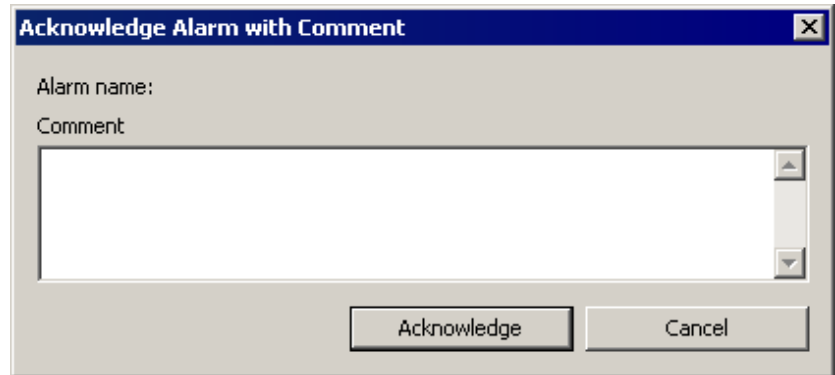 Acknowledge Alarm with Comment
Alarm name:
Comment
Acknowledge Cancel